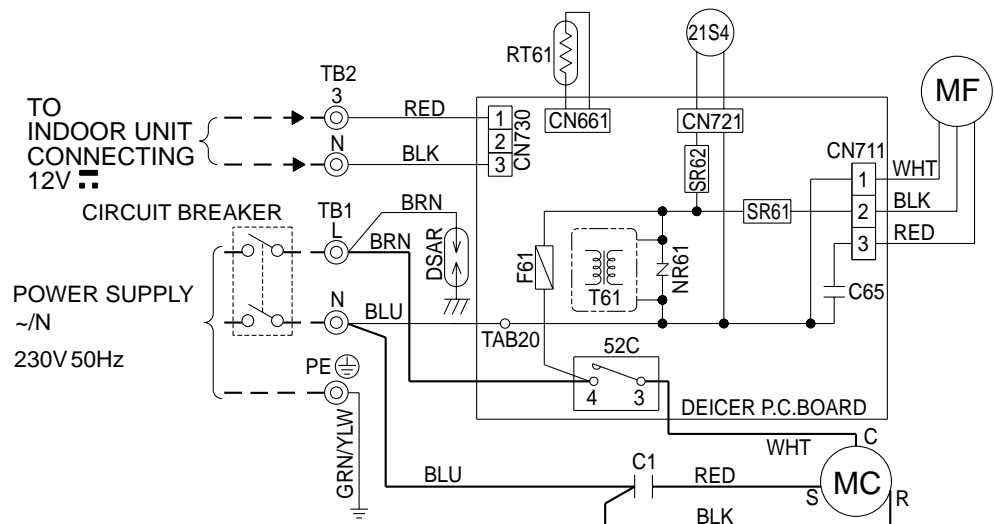 21S4
RT61
TB2
3
MF
TO
INDOOR UNIT
CONNECTING
12V
RED
1
2
3
CN730
CN661
CN721
N
BLK
SR62
CN711
1
2
3
WHT
BLK
RED
CIRCUIT BREAKER
TB1
L
BRN
BRN
DSAR
F61
T61
NR61
SR61
C65
POWER SUPPLY
~/N
230V 50Hz
N
BLU
TAB20
52C
4 3
PE
DEICER P.C.BOARD
GRN/YLW
WHT
C
BLU
C1
RED
S
MC
R
BLK